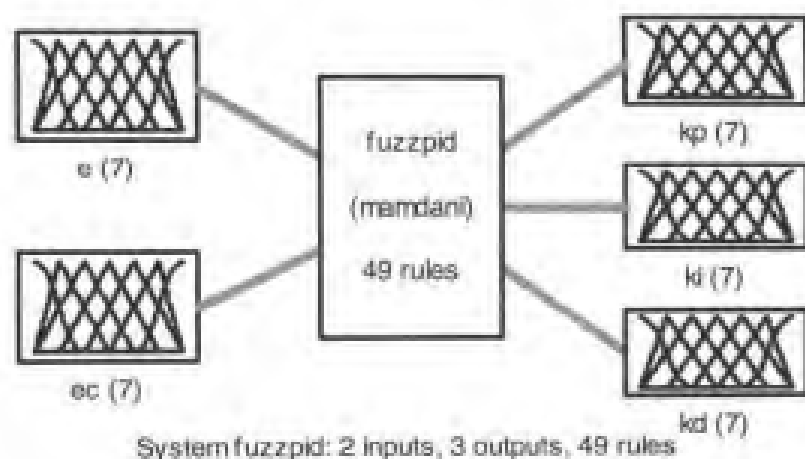 e (7)
ec (7)
fuzzpid
(mamdani)
49 rules
kp (7)
ki (7)
kd (7)
System fuzzpid: 2 inputs, 3 outputs, 49 rules